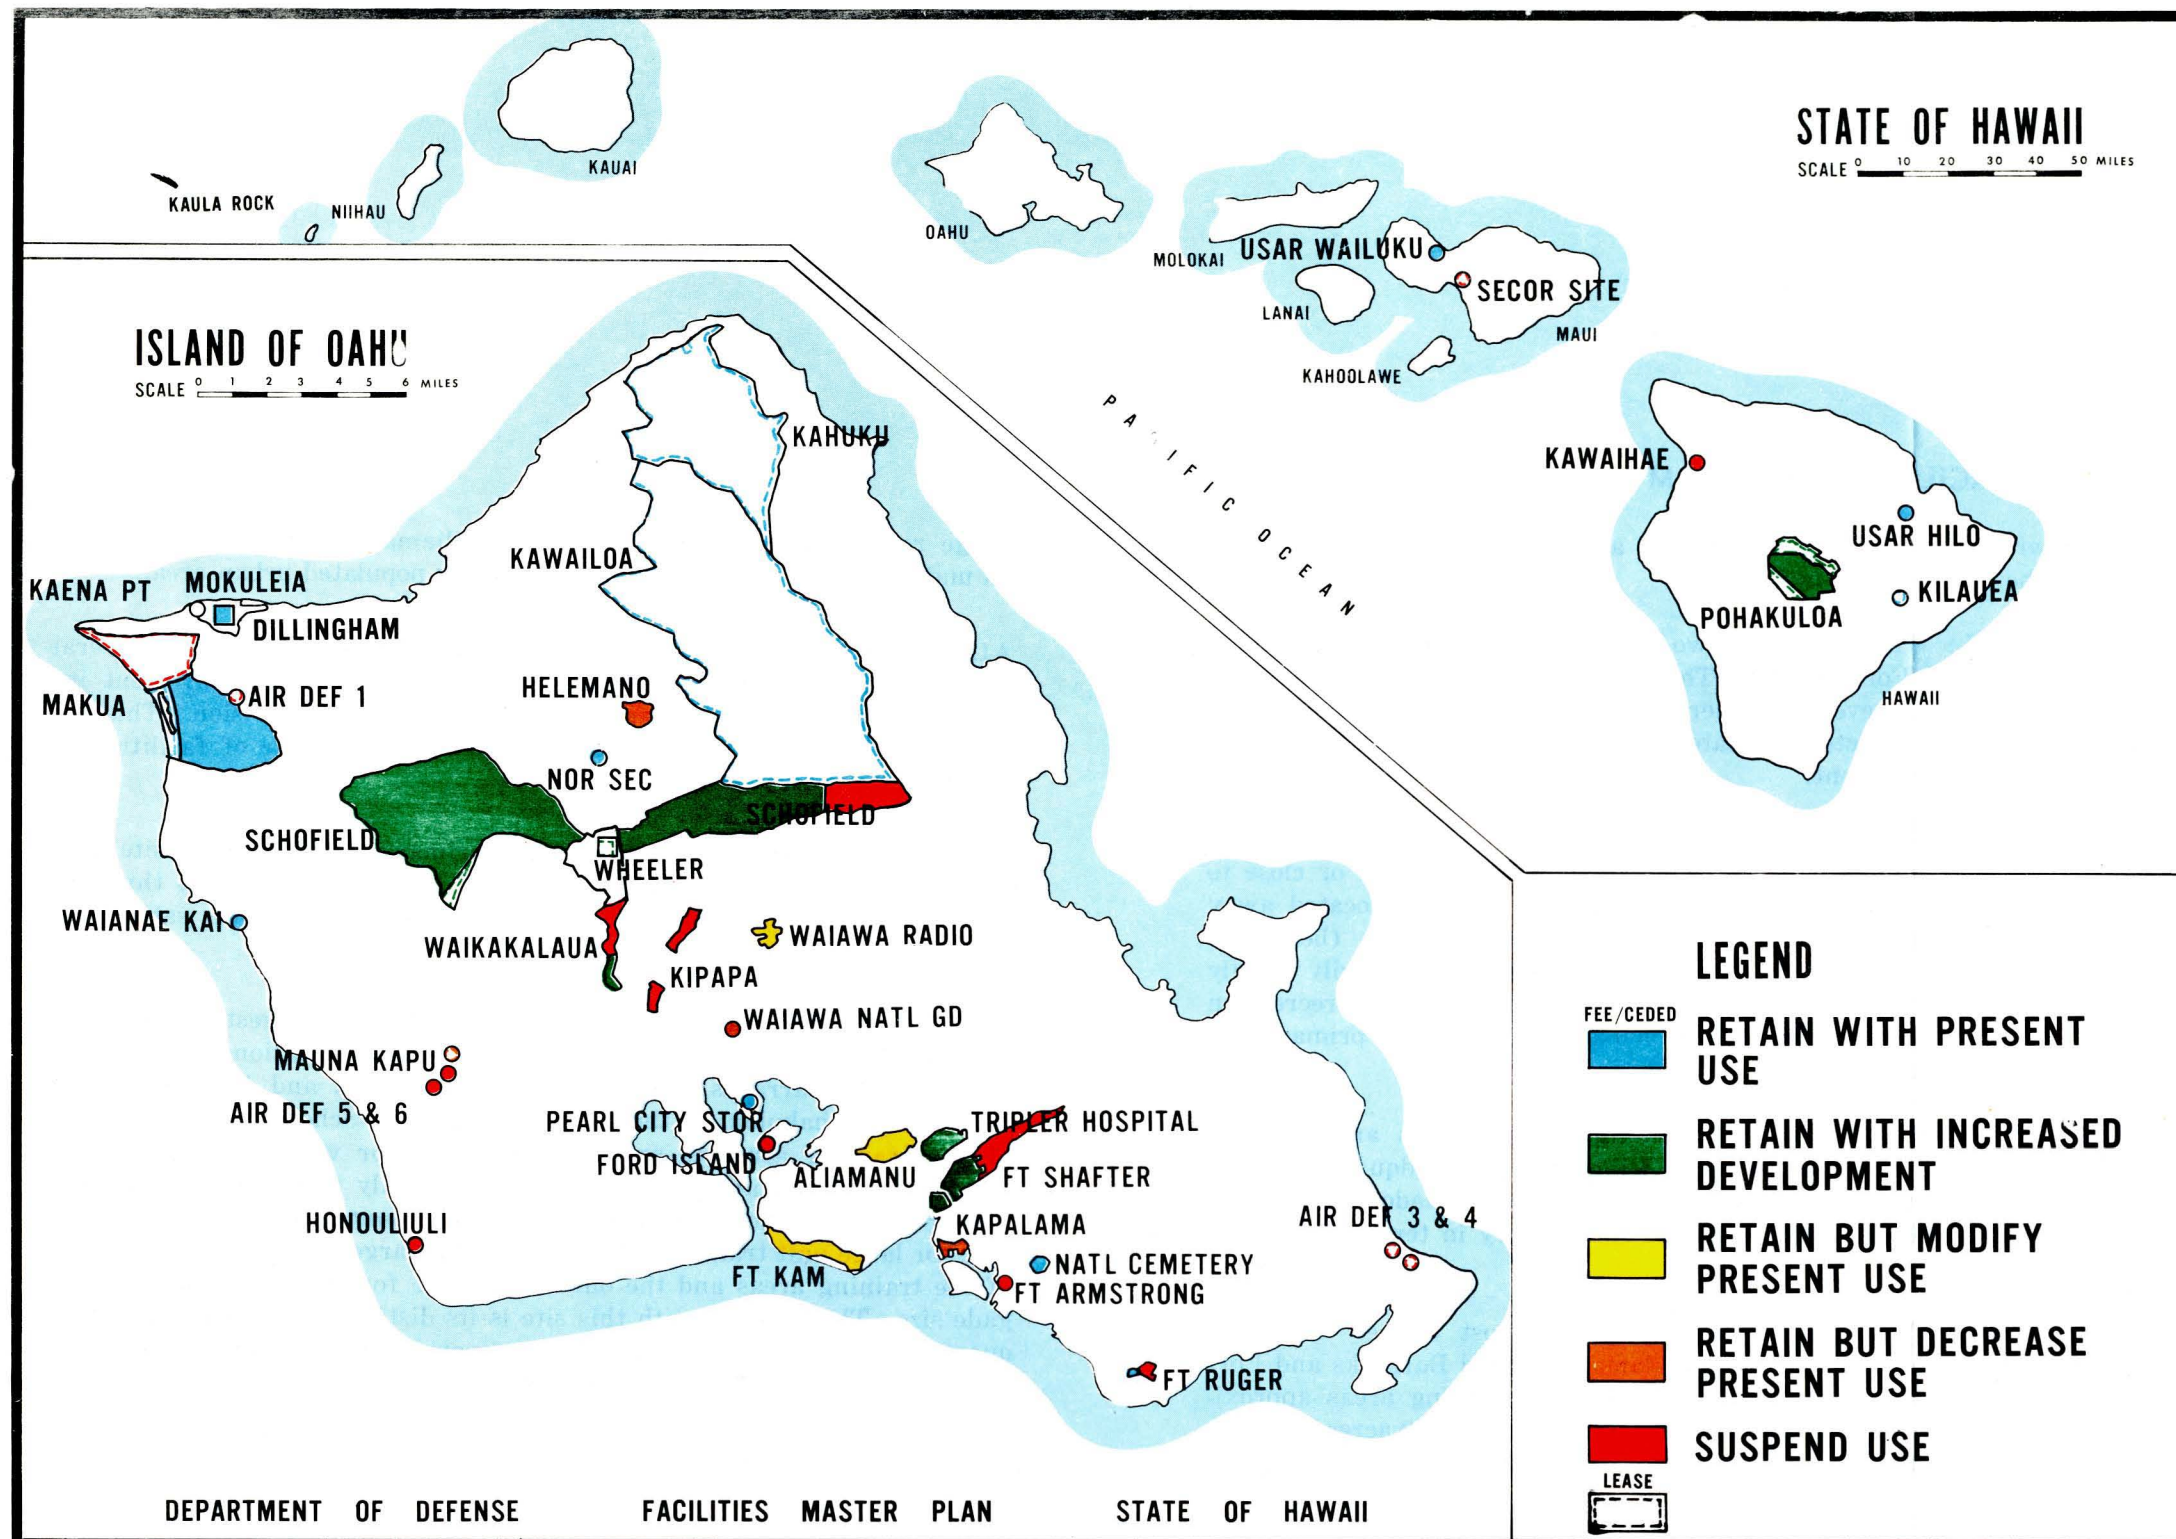 STATE OF HAWAII
SCALE 0 10 20 30 40 50 MILES
KAUAI
KAULA ROCK
NIIHAU
OAHU
MOLOKAI
USAR WAILUKU
SECOR SITE
LANAI
MAUI
KAHOOLAWE
PACIFIC OCEAN
KAWAIHAE
USAR HILO
KILAUEA
POHAKULOA
HAWAII
ISLAND OF OAHU
SCALE 0 1 2 3 4 5 6 MILES
KAHUKU
KAWAILOA
KAENA PT
MOKULEIA
DILLINGHAM
MAKUA
AIR DEF 1
HELEMANO
NOR SEC
SCHOFIELD
SCHOFIELD
WHEELER
WAIANAE KAI
WAIKAKALAUA
WAIAWA RADIO
KIPAPA
WAIAWA NATL GD
MAUNA KAPU
AIR DEF 5 & 6
PEARL CITY STOR
TRIPLER HOSPITAL
FORD ISLAND
ALIAMANU
FT SHAFTER
HONOULIULI
KAPALAMA
AIR DEF 3 & 4
FT KAM
NATL CEMETERY
FT ARMSTRONG
FT RUGER
LEGEND
FEE/CEDED
RETAIN WITH PRESENT
USE
RETAIN WITH INCREASED
DEVELOPMENT
RETAIN BUT MODIFY
PRESENT USE
RETAIN BUT DECREASE
PRESENT USE
SUSPEND USE
LEASE
DEPARTMENT OF DEFENSE FACILITIES MASTER PLAN STATE OF HAWAII